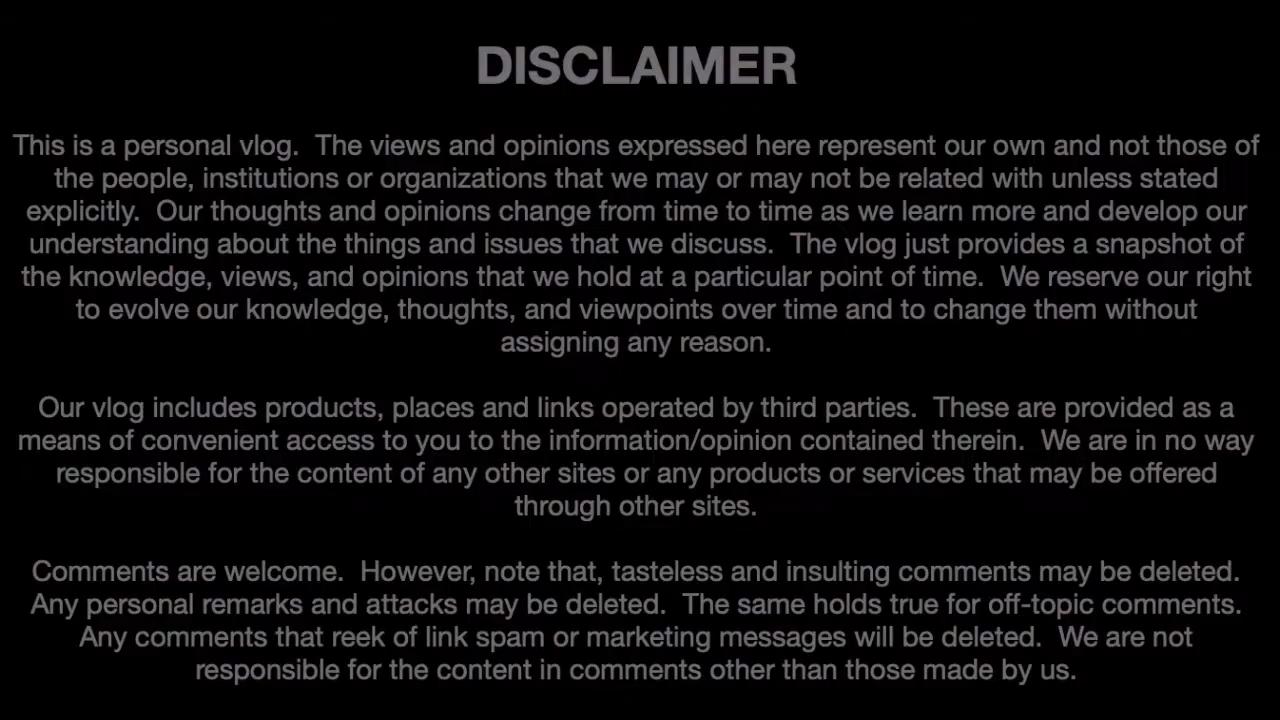 DISCLAIMER
This is a personal vlog.  The views and opinions expressed here represent our own and not those of
the people, institutions or organizations that we may or may not be related with unless stated
explicitly.  Our thoughts and opinions change from time to time as we learn more and develop our
understanding about the things and issues that we discuss.  The vlog just provides a snapshot of
the knowledge, views, and opinions that we hold at a particular point of time.  We reserve our right
to evolve our knowledge, thoughts, and viewpoints over time and to change them without
assigning any reason.
Our vlog includes products, places and links operated by third parties.  These are provided as a
means of convenient access to you to the information/opinion contained therein.  We are in no way
responsible for the content of any other sites or any products or services that may be offered
through other sites.
Comments are welcome.  However, note that, tasteless and insulting comments may be deleted.
Any personal remarks and attacks may be deleted.  The same holds true for off-topic comments.
Any comments that reek of link spam or marketing messages will be deleted.  We are not
responsible for the content in comments other than those made by us.